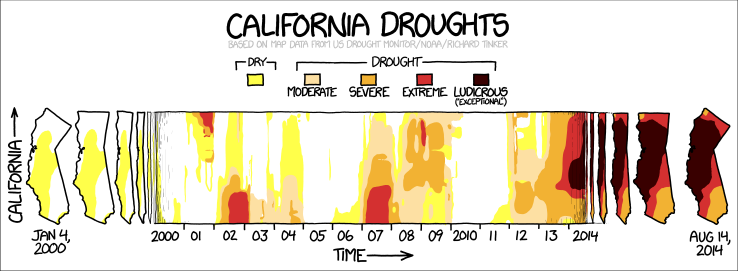 CALIFORNIA DROUGHTS
BASED ON MAP DATA FROM US DROUGHT MONITOR/NOAA/RICHARD TINKER
DRY
DROUGHT
MODERATE SEVERE EXTREME LUDICROUS
("EXCEPTIONAL")
CALIFORNIA
JAN 4,
2000
2000 01 02 03 04 05 06 07 08 09 2010 11 12 13 2014
AUG 14,
2014
TIME